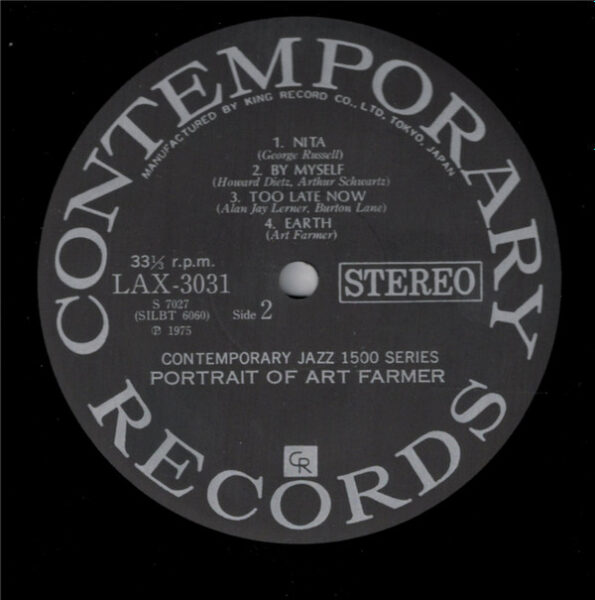 CONTEMPORARY
MANUFACTURED BY KING RECORD CO., LTD. TOKYO, JAPAN
1. NITA
(George Russell)
2. BY MYSELF
(Howard Dietz, Arthur Schwartz)
3. TOO LATE NOW
(Alan Jay Lerner, Burton Lane)
4. EARTH
(Art Farmer)
33⅓ r.p.m.
LAX-3031
STEREO
S 7027
(SILBT 6060)
Side 2
℗ 1975
CONTEMPORARY JAZZ 1500 SERIES
PORTRAIT OF ART FARMER
CR
RECORDS